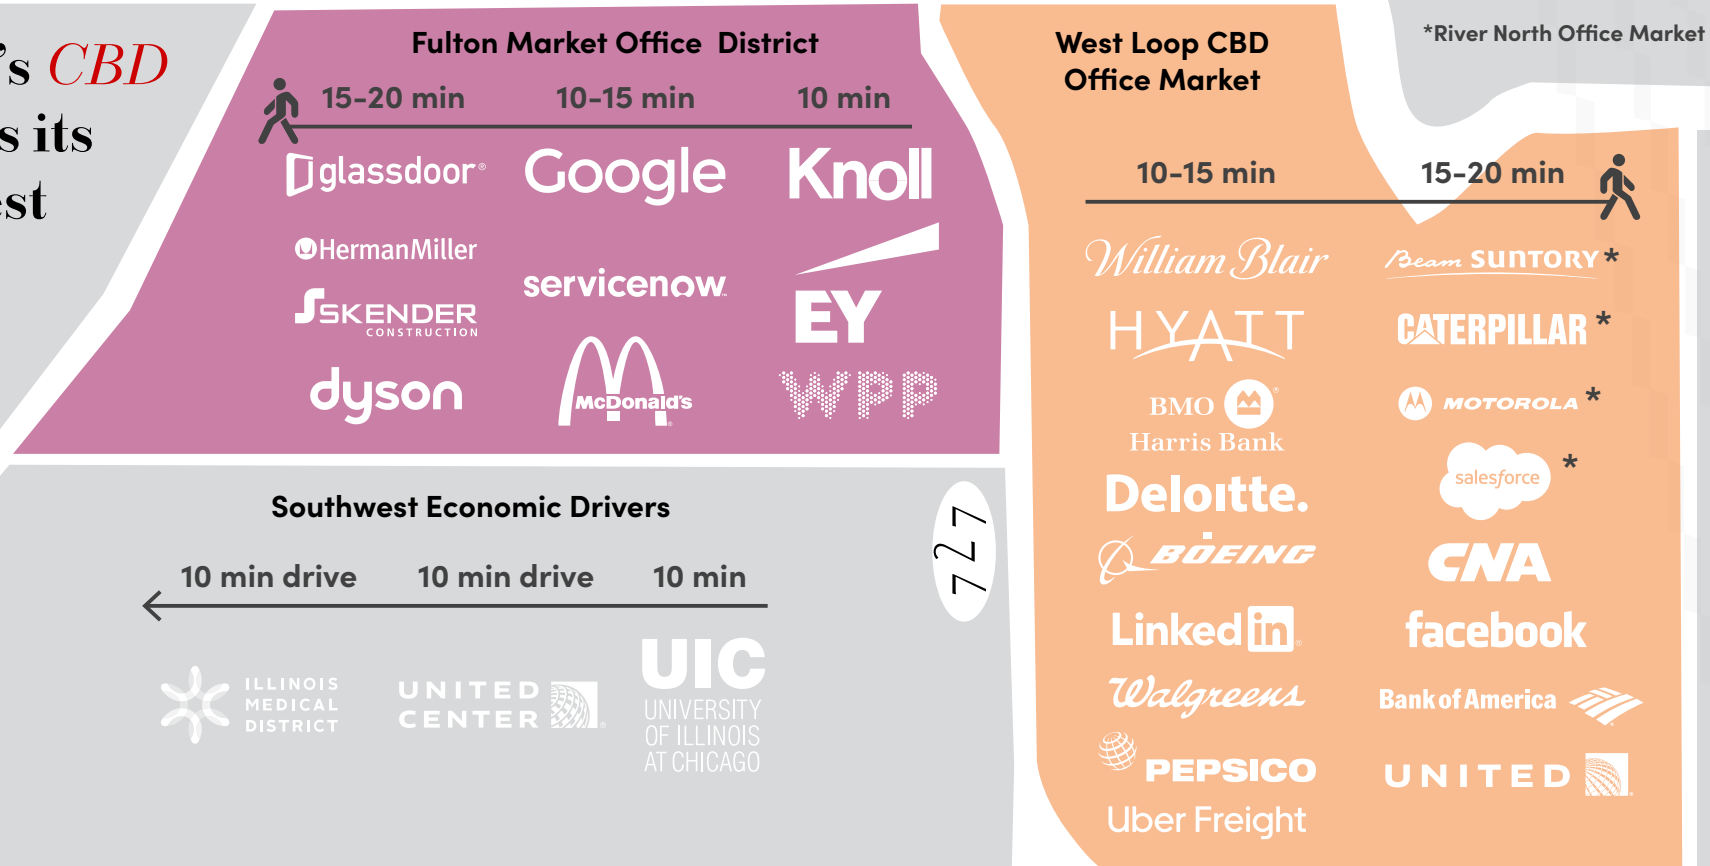 's CBD
s its
est
Fulton Market Office District
15-20 min
10-15 min
10 min
glassdoor®
Google
Knoll
HermanMiller
servicenow™
EY
SKENDER
CONSTRUCTION
dyson
McDonald's®
WPP
West Loop CBD
Office Market
*River North Office Market
10-15 min
15-20 min
William Blair
Beam SUNTORY*
HYATT
CATERPILLAR*
BMO ®
Harris Bank
MOTOROLA*
Deloitte.
salesforce *
BOEING
CNA
Linked in®
facebook
Walgreens
Bank of America ®
PEPSICO
UNITED ®
Uber Freight
Southwest Economic Drivers
10 min drive
10 min drive
10 min
ILLINOIS
MEDICAL
DISTRICT
UNITED
CENTER ®
UIC
UNIVERSITY
OF ILLINOIS
AT CHICAGO
727